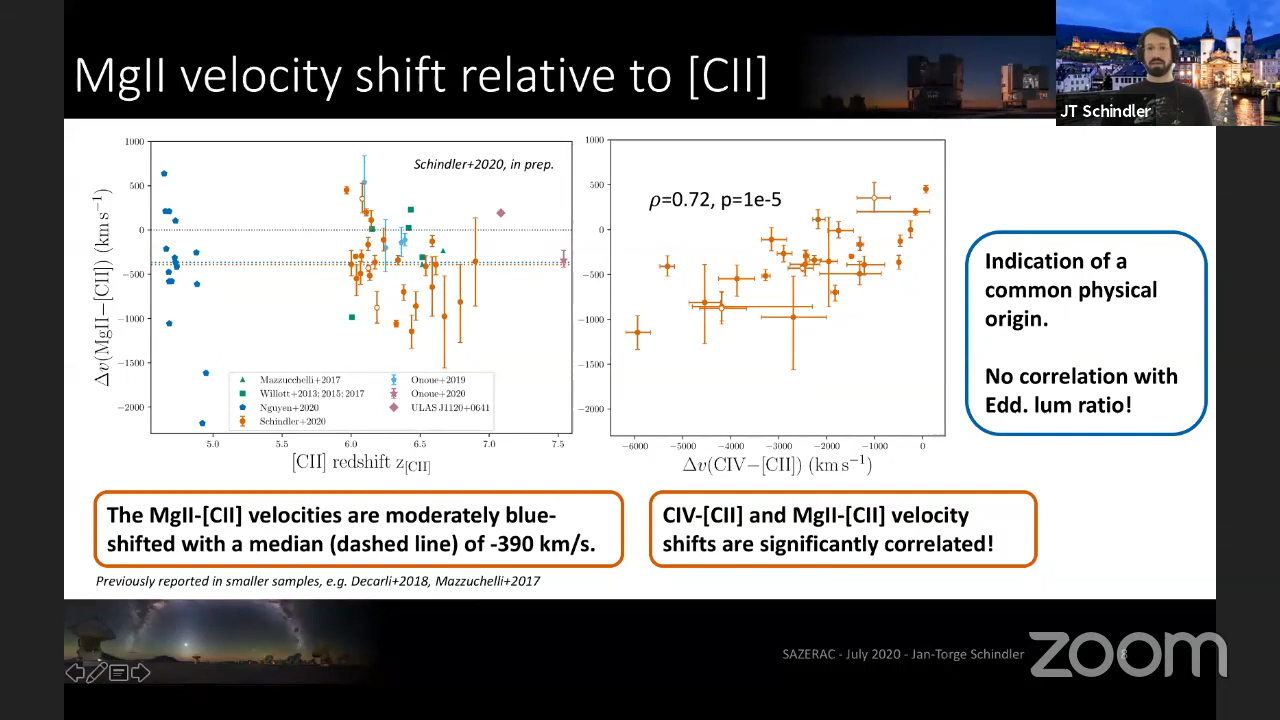 MgII velocity shift relative to [CII]
JT Schindler
Schindler+2020, in prep.
1000
500
0
−500
−1000
−1500
−2000
Δv(MgII−[CII]) (km s⁻¹)
Mazzucchelli+2017
Willott+2013; 2015; 2017
Nguyen+2020
Schindler+2020
Onoue+2019
Onoue+2020
ULAS J1120+0641
5.0 5.5 6.0 6.5 7.0 7.5
[CII] redshift z[CII]
ρ=0.72, p=1e-5
1000
500
0
−500
−1000
−1500
−2000
−6000 −5000 −4000 −3000 −2000 −1000 0
Δv(CIV−[CII]) (km s⁻¹)
Indication of a
common physical
origin.
No correlation with
Edd. lum ratio!
The MgII-[CII] velocities are moderately blue-
shifted with a median (dashed line) of -390 km/s.
CIV-[CII] and MgII-[CII] velocity
shifts are significantly correlated!
Previously reported in smaller samples, e.g. Decarli+2018, Mazzuchelli+2017
SAZERAC - July 2020 - Jan-Torge Schindler
8
zoom